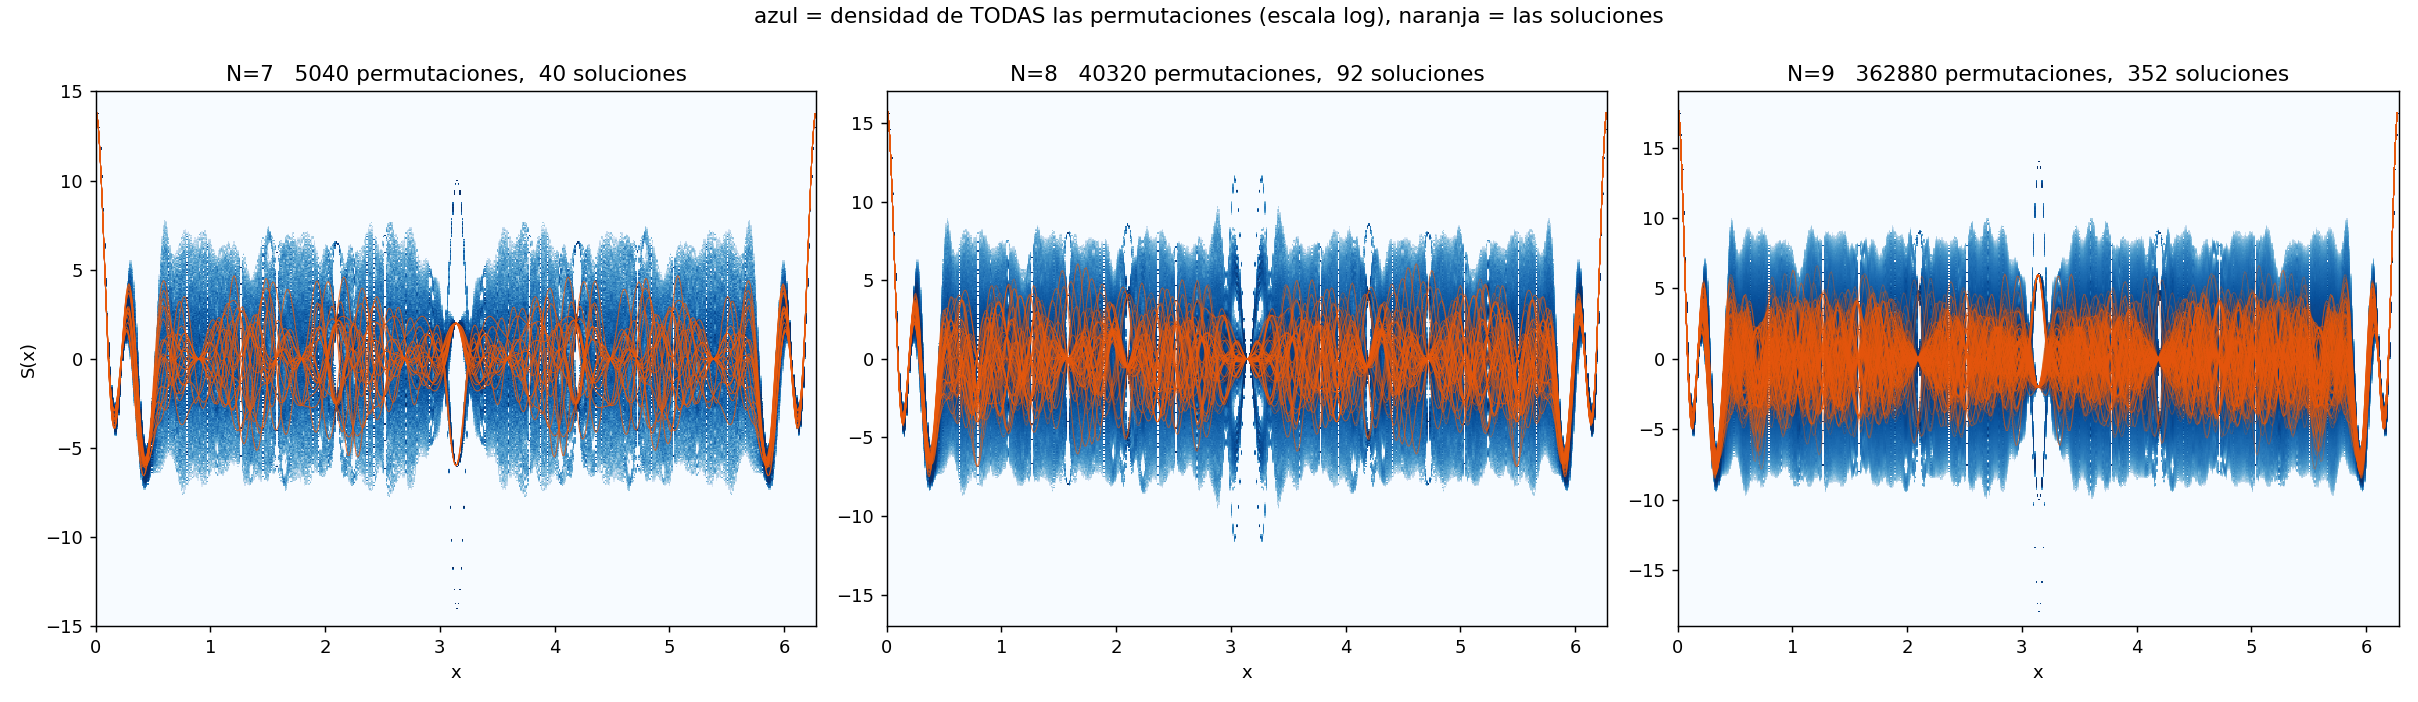 azul = densidad de TODAS las permutaciones (escala log), naranja = las soluciones
N=7   5040 permutaciones,  40 soluciones
N=8   40320 permutaciones,  92 soluciones
N=9   362880 permutaciones,  352 soluciones
S(x)
15
10
5
0
−5
−10
−15
0 1 2 3 4 5 6
x
15
10
5
0
−5
−10
−15
0 1 2 3 4 5 6
x
15
10
5
0
−5
−10
−15
0 1 2 3 4 5 6
x